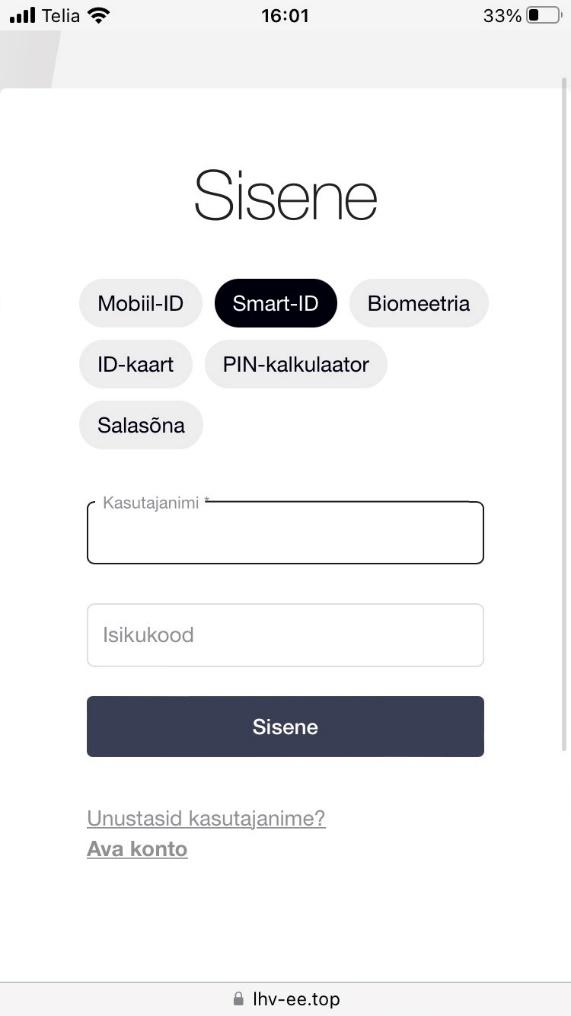 Telia 16:01 33%
Sisene
Mobiil-ID Smart-ID Biomeetria
ID-kaart PIN-kalkulaator
Salasõna
Kasutajanimi *
Isikukood
Sisene
Unustasid kasutajanime?
Ava konto
lhv-ee.top